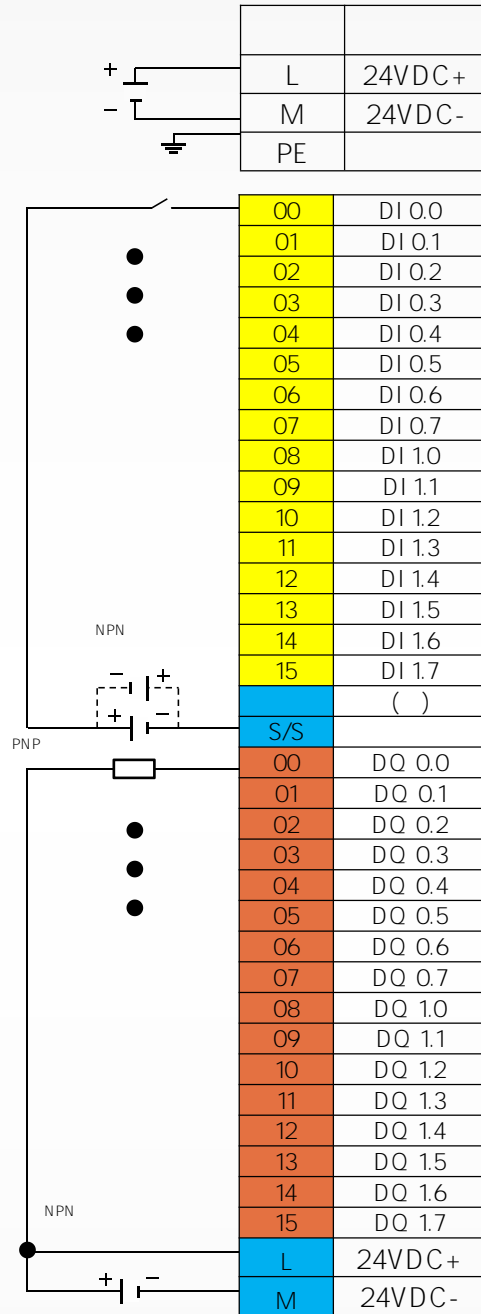 +
L 24VDC+
− M 24VDC-
PE
00 DI 0.0
01 DI 0.1
02 DI 0.2
03 DI 0.3
04 DI 0.4
05 DI 0.5
06 DI 0.6
07 DI 0.7
08 DI 1.0
09 DI 1.1
10 DI 1.2
11 DI 1.3
12 DI 1.4
13 DI 1.5
NPN
14 DI 1.6
15 DI 1.7
− +
( )
+ −
S/S
PNP
00 DQ 0.0
01 DQ 0.1
02 DQ 0.2
03 DQ 0.3
04 DQ 0.4
05 DQ 0.5
06 DQ 0.6
07 DQ 0.7
08 DQ 1.0
09 DQ 1.1
10 DQ 1.2
11 DQ 1.3
12 DQ 1.4
13 DQ 1.5
14 DQ 1.6
NPN
15 DQ 1.7
L 24VDC+
+ −
M 24VDC-